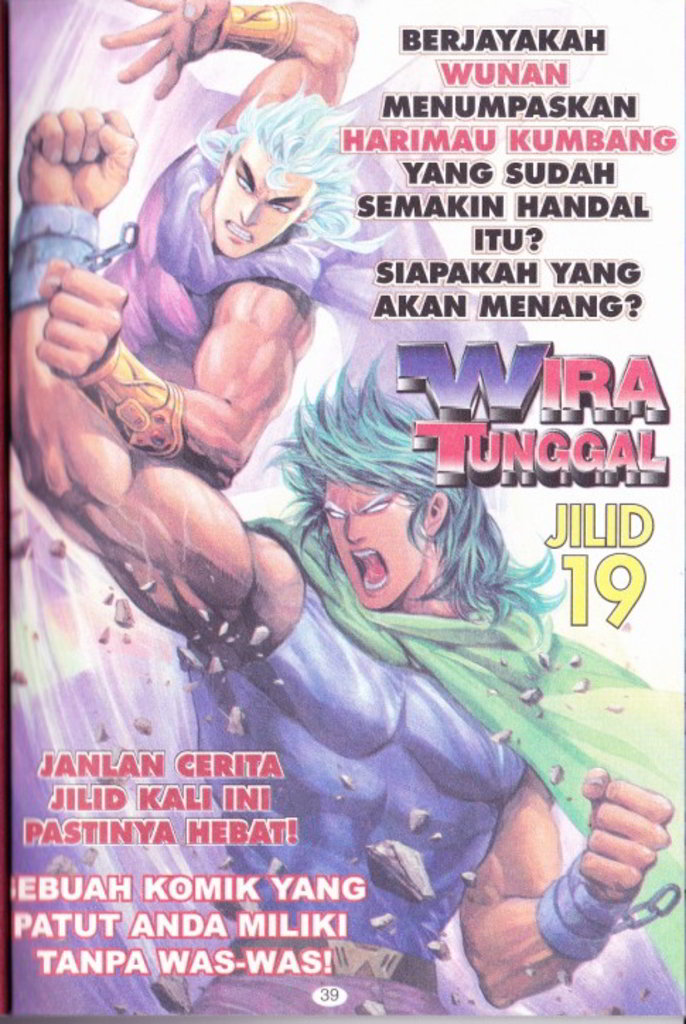 BERJAYAKAH
WUNAN
MENUMPASKAN
HARIMAU KUMBANG
YANG SUDAH
SEMAKIN HANDAL
ITU?
SIAPAKAH YANG
AKAN MENANG?
WIRA
TUNGGAL
JILID
19
JANLAN CERITA
JILID KALI INI
PASTINYA HEBAT!
SEBUAH KOMIK YANG
PATUT ANDA MILIKI
TANPA WAS-WAS!
39